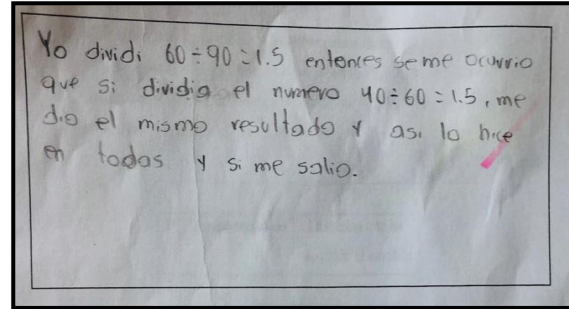 Yo dividi 60÷90=1.5 entonces se me ocurrio
que si dividia el numero 40÷60=1.5, me
dio el mismo resultado y asi lo hice
en todas y si me salio.